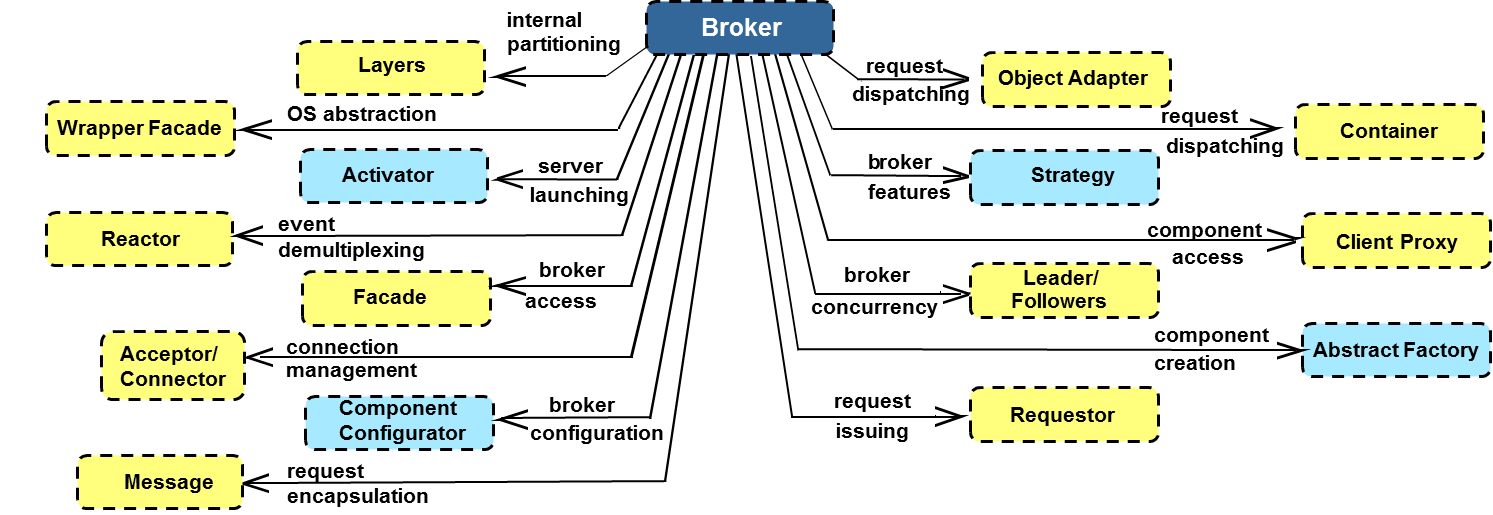 Broker
internal
partitioning
Layers
OS abstraction
Wrapper Facade
server
launching
Activator
event
demultiplexing
Reactor
broker
access
Facade
connection
management
Acceptor/
Connector
broker
configuration
Component
Configurator
request
encapsulation
Message
request
dispatching
Object Adapter
request
dispatching
Container
broker
features
Strategy
component
access
Client Proxy
broker
concurrency
Leader/
Followers
component
creation
Abstract Factory
request
issuing
Requestor